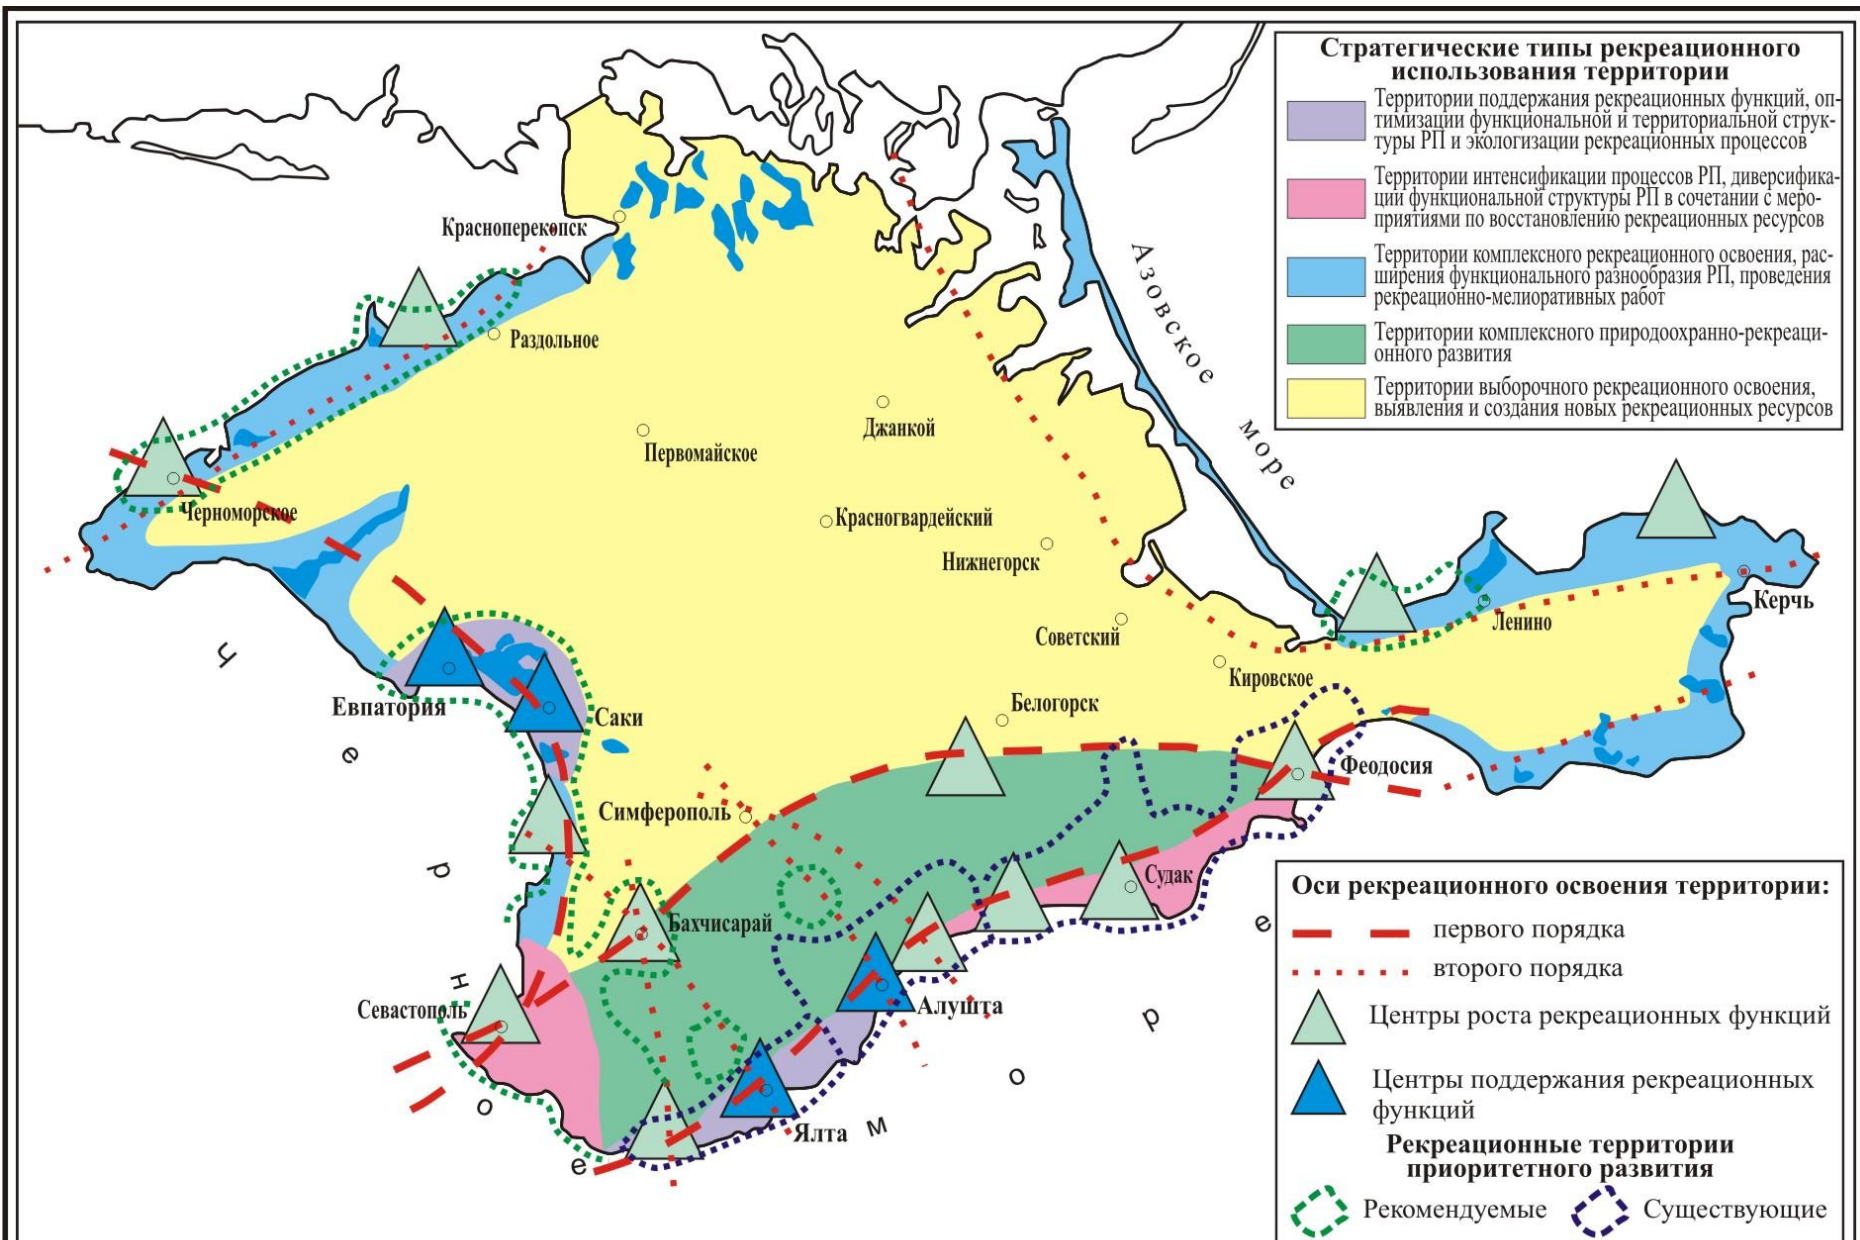 Стратегические типы рекреационного
использования территории
Территории поддержания рекреационных функций, оп-
тимизации функциональной и территориальной струк-
туры РП и экологизации рекреационных процессов
Территории интенсификации процессов РП, диверсифика-
ции функциональной структуры РП в сочетании с меро-
приятиями по восстановлению рекреационных ресурсов
Территории комплексного рекреационного освоения, рас-
ширения функционального разнообразия РП, проведения
рекреационно-мелиоративных работ
Территории комплексного природоохранно-рекреаци-
онного развития
Территории выборочного рекреационного освоения,
выявления и создания новых рекреационных ресурсов
Красноперекопск
Раздольное
Азовское море
Джанкой
Первомайское
Черноморское
Красногвардейский
Нижнегорск
Керчь
Ленино
Советский
Кировское
Евпатория
Саки
Белогорск
Феодосия
Симферополь
Судак
Бахчисарай
Севастополь
Алушта
Ялта
Черное море
Оси рекреационного освоения территории:
первого порядка
второго порядка
Центры роста рекреационных функций
Центры поддержания рекреационных
функций
Рекреационные территории
приоритетного развития
Рекомендуемые
Существующие